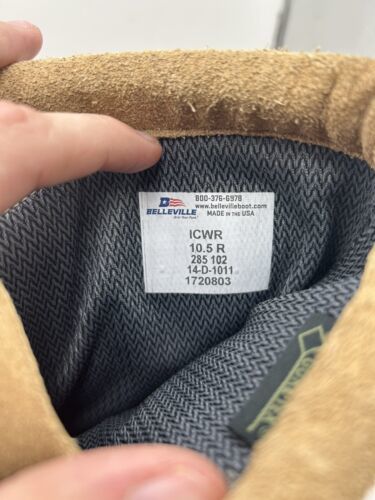 800-376-6978
BELLEVILLE
www.bellevilleboot.com
MADE IN THE USA
ICWR
10.5 R
285 102
14-D-1011
1720803